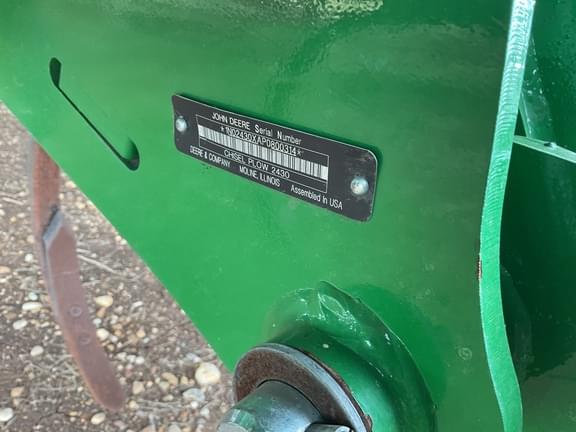 JOHN DEERE Serial Number
*1N02430XAP0800314*
CHISEL PLOW 2430
DEERE & COMPANY MOLINE, ILLINOIS Assembled in USA